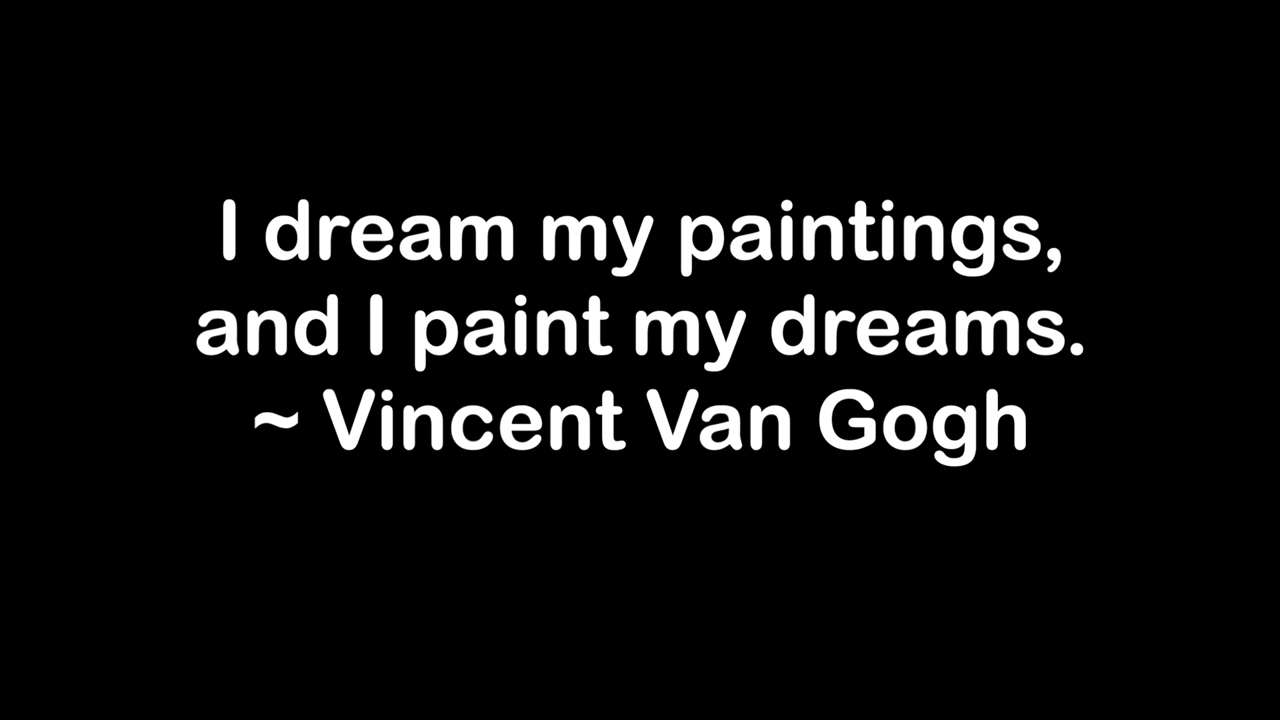 I dream my paintings,
and I paint my dreams.
~ Vincent Van Gogh